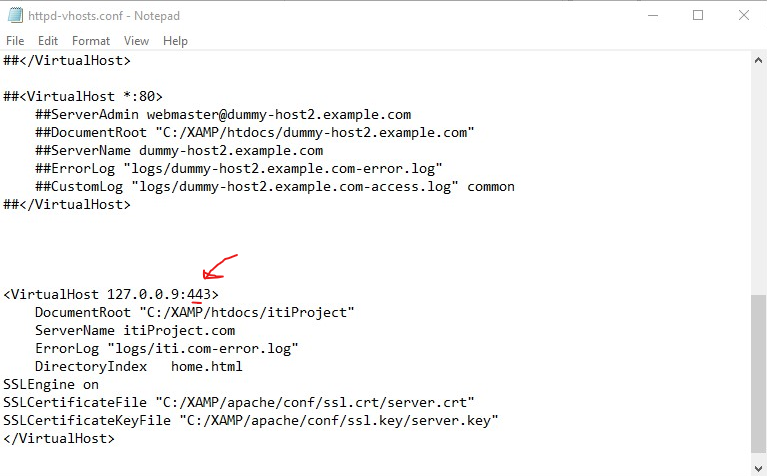 httpd-vhosts.conf - Notepad
File Edit Format View Help
##</VirtualHost>
##<VirtualHost *:80>
##ServerAdmin webmaster@dummy-host2.example.com
##DocumentRoot "C:/XAMP/htdocs/dummy-host2.example.com"
##ServerName dummy-host2.example.com
##ErrorLog "logs/dummy-host2.example.com-error.log"
##CustomLog "logs/dummy-host2.example.com-access.log" common
##</VirtualHost>
<VirtualHost 127.0.0.9:443>
DocumentRoot "C:/XAMP/htdocs/itiProject"
ServerName itiProject.com
ErrorLog "logs/iti.com-error.log"
DirectoryIndex home.html
SSLEngine on
SSLCertificateFile "C:/XAMP/apache/conf/ssl.crt/server.crt"
SSLCertificateKeyFile "C:/XAMP/apache/conf/ssl.key/server.key"
</VirtualHost>